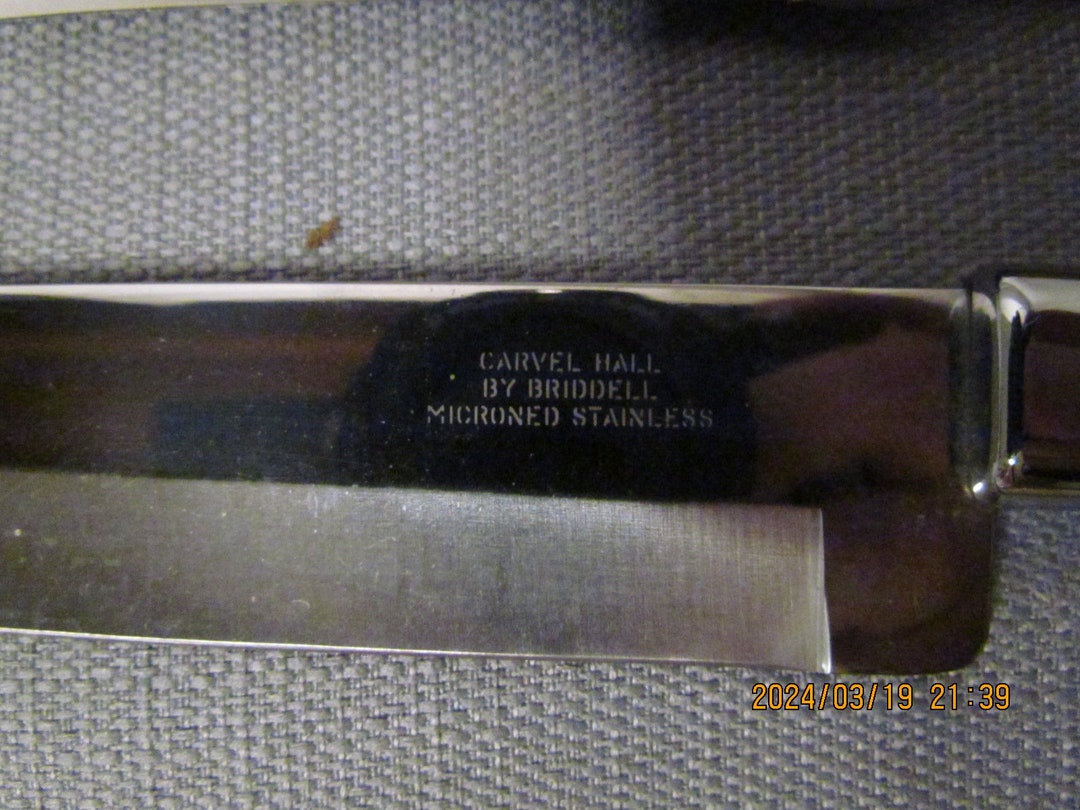 CARVEL HALL
BY BRIDDELL
MICRONED STAINLESS
2024/03/19 21:39